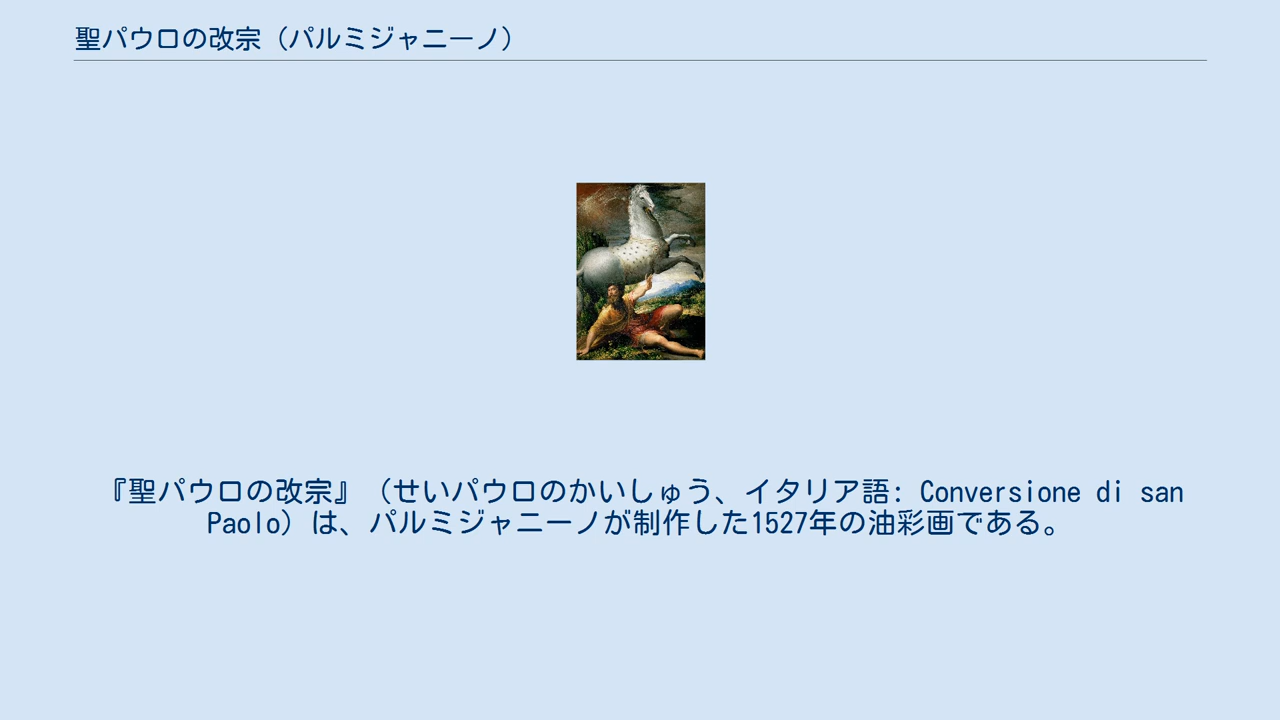 聖パウロの改宗（パルミジャニーノ）
『聖パウロの改宗』（せいパウロのかいしゅう、イタリア語: Conversione di san
Paolo）は、パルミジャニーノが制作した1527年の油彩画である。